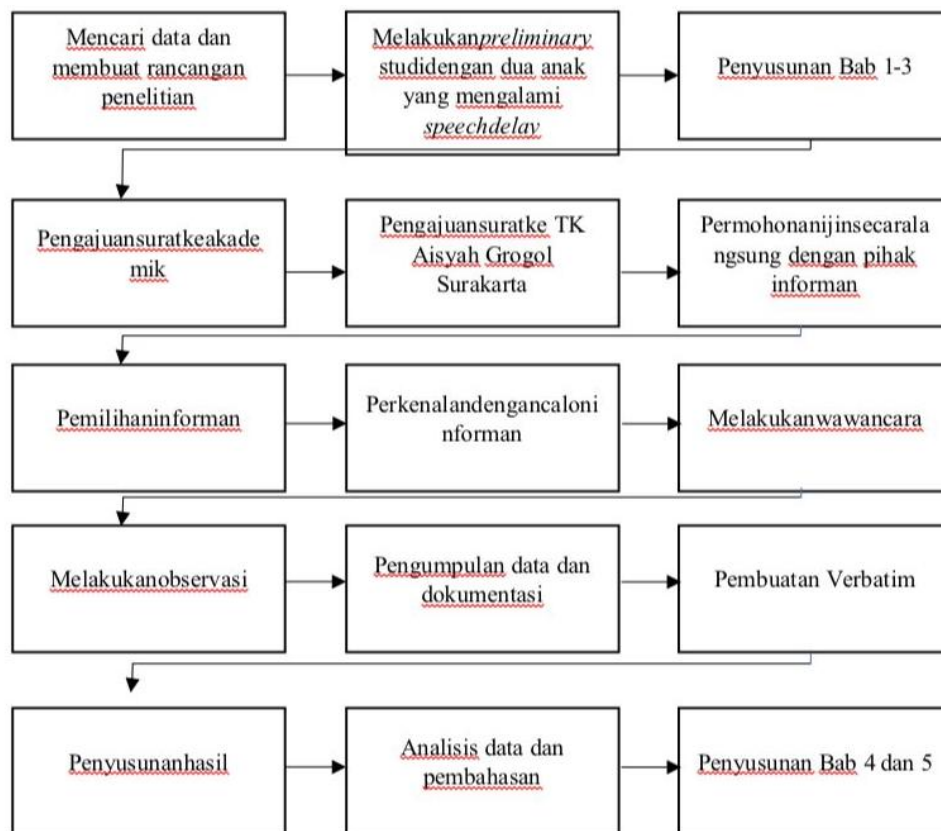 Mencari data dan
membuat rancangan
penelitian
Melakukanpreliminary
studidengan dua anak
yang mengalami
speechdelay
Penyusunan Bab 1-3
Pengajuansuratkeakade
mik
Pengajuansuratke TK
Aisyah Grogol
Surakarta
Permohonanijinsecarala
ngsung dengan pihak
informan
Pemilihaninforman
Perkenalandengancaloni
nforman
Melakukanwawancara
Melakukanobservasi
Pengumpulan data dan
dokumentasi
Pembuatan Verbatim
Penyusunanhasil
Analisis data dan
pembahasan
Penyusunan Bab 4 dan 5